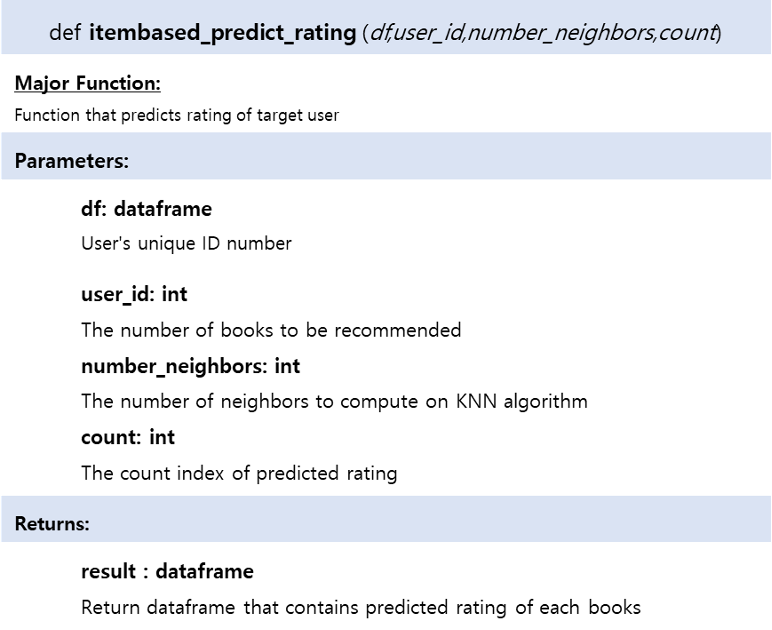 def itembased_predict_rating (df,user_id,number_neighbors,count)
Major Function:
Function that predicts rating of target user
Parameters:
df: dataframe
User's unique ID number
user_id: int
The number of books to be recommended
number_neighbors: int
The number of neighbors to compute on KNN algorithm
count: int
The count index of predicted rating
Returns:
result : dataframe
Return dataframe that contains predicted rating of each books